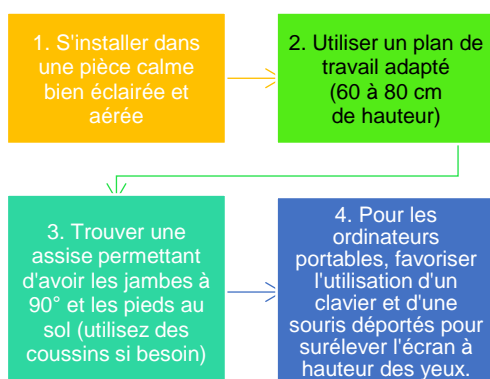 1. S'installer dans
une pièce calme
bien éclairée et
aérée
2. Utiliser un plan de
travail adapté
(60 à 80 cm
de hauteur)
3. Trouver une
assise permettant
d'avoir les jambes à
90° et les pieds au
sol (utilisez des
coussins si besoin)
4. Pour les
ordinateurs
portables, favoriser
l'utilisation d'un
clavier et d'une
souris déportés pour
surélever l'écran à
hauteur des yeux.